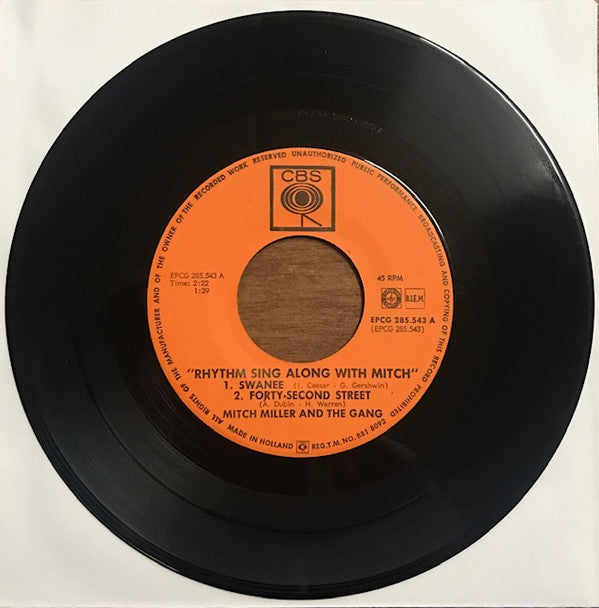 ALL RIGHTS OF THE MANUFACTURER AND OF THE OWNER OF THE RECORDED WORK RESERVED UNAUTHORIZED PUBLIC PERFORMANCE BROADCASTING AND COPYING OF THIS RECORD PROHIBITED
CBS
EPCG 285.543 A
Time: 2:22
1:39
45 RPM
B.I.E.M.
EPCG 285.543 A
(EPCG 285.543)
"RHYTHM SING ALONG WITH MITCH"
1. SWANEE (I. Caesar - G. Gershwin)
2. FORTY-SECOND STREET
(A. Dubin - H. Warren)
MITCH MILLER AND THE GANG
MADE IN HOLLAND REG.T.M.NO. 881 8092